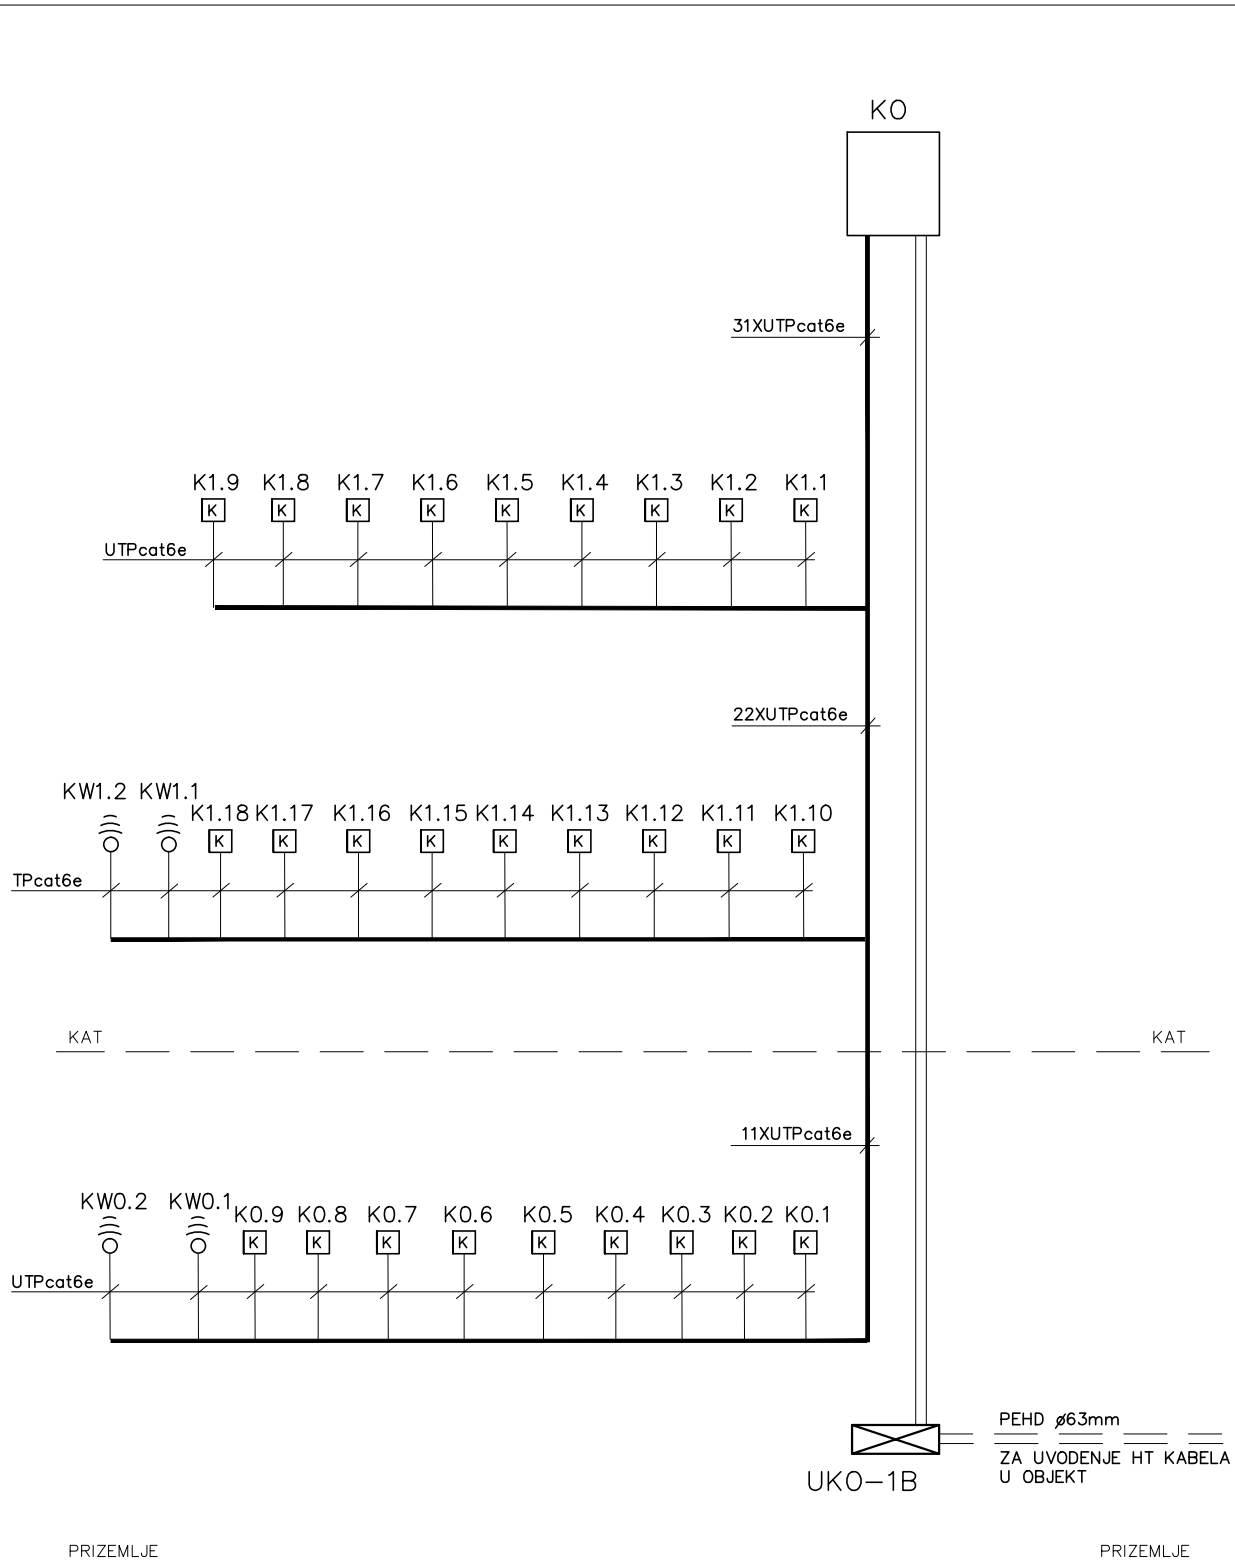 KO
31XUTPcat6e
K1.9 K1.8 K1.7 K1.6 K1.5 K1.4 K1.3 K1.2 K1.1
K K K K K K K K K
UTPcat6e
22XUTPcat6e
KW1.2 KW1.1
K1.18 K1.17 K1.16 K1.15 K1.14 K1.13 K1.12 K1.11 K1.10
K K K K K K K K K
TPcat6e
KAT KAT
11XUTPcat6e
KW0.2 KW0.1
K0.9 K0.8 K0.7 K0.6 K0.5 K0.4 K0.3 K0.2 K0.1
K K K K K K K K K
UTPcat6e
PEHD ø63mm
ZA UVODENJE HT KABELA
U OBJEKT
UKO-1B
PRIZEMLJE PRIZEMLJE